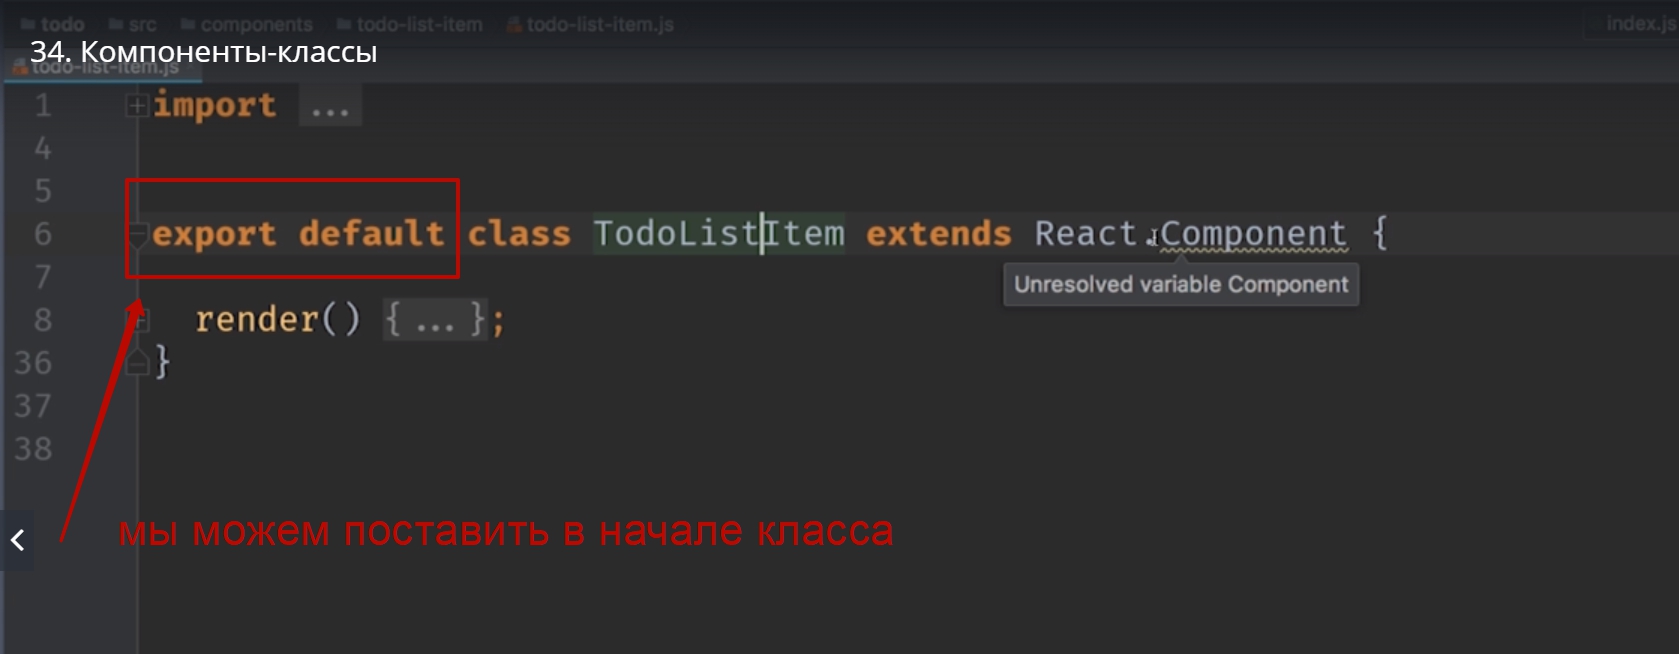 todo src components todo-list-item todo-list-item.js index.js
34. Компоненты-классы
todo-list-item.js
1 import ...
4
5
6 export default class TodoListItem extends React.Component {
Unresolved variable Component
7
8 render() {...};
36 }
37
38
мы можем поставить в начале класса